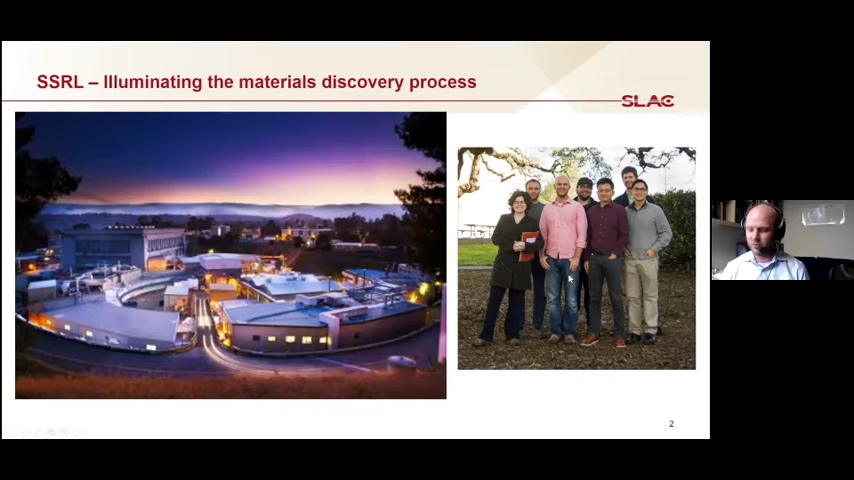 SSRL – Illuminating the materials discovery process
SLAC
2